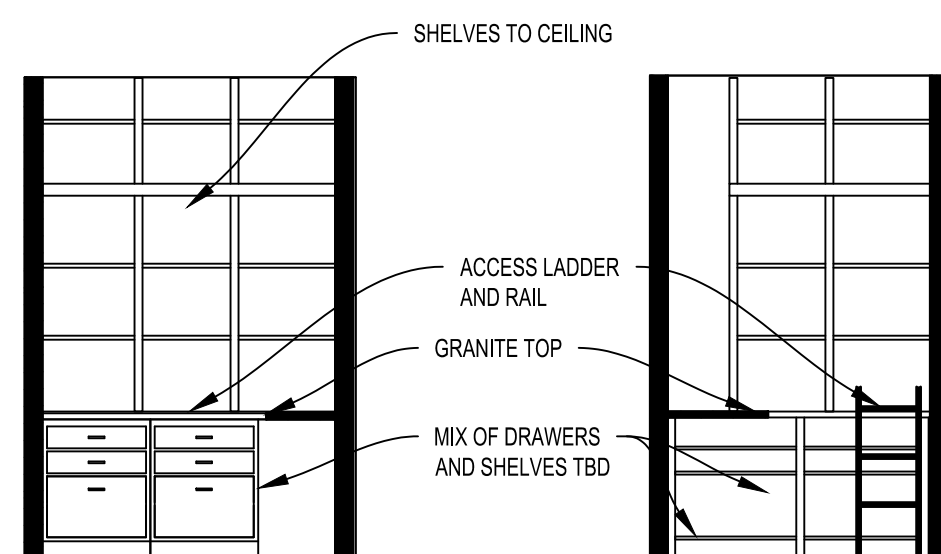 SHELVES TO CEILING
ACCESS LADDER
AND RAIL
GRANITE TOP
MIX OF DRAWERS
AND SHELVES TBD